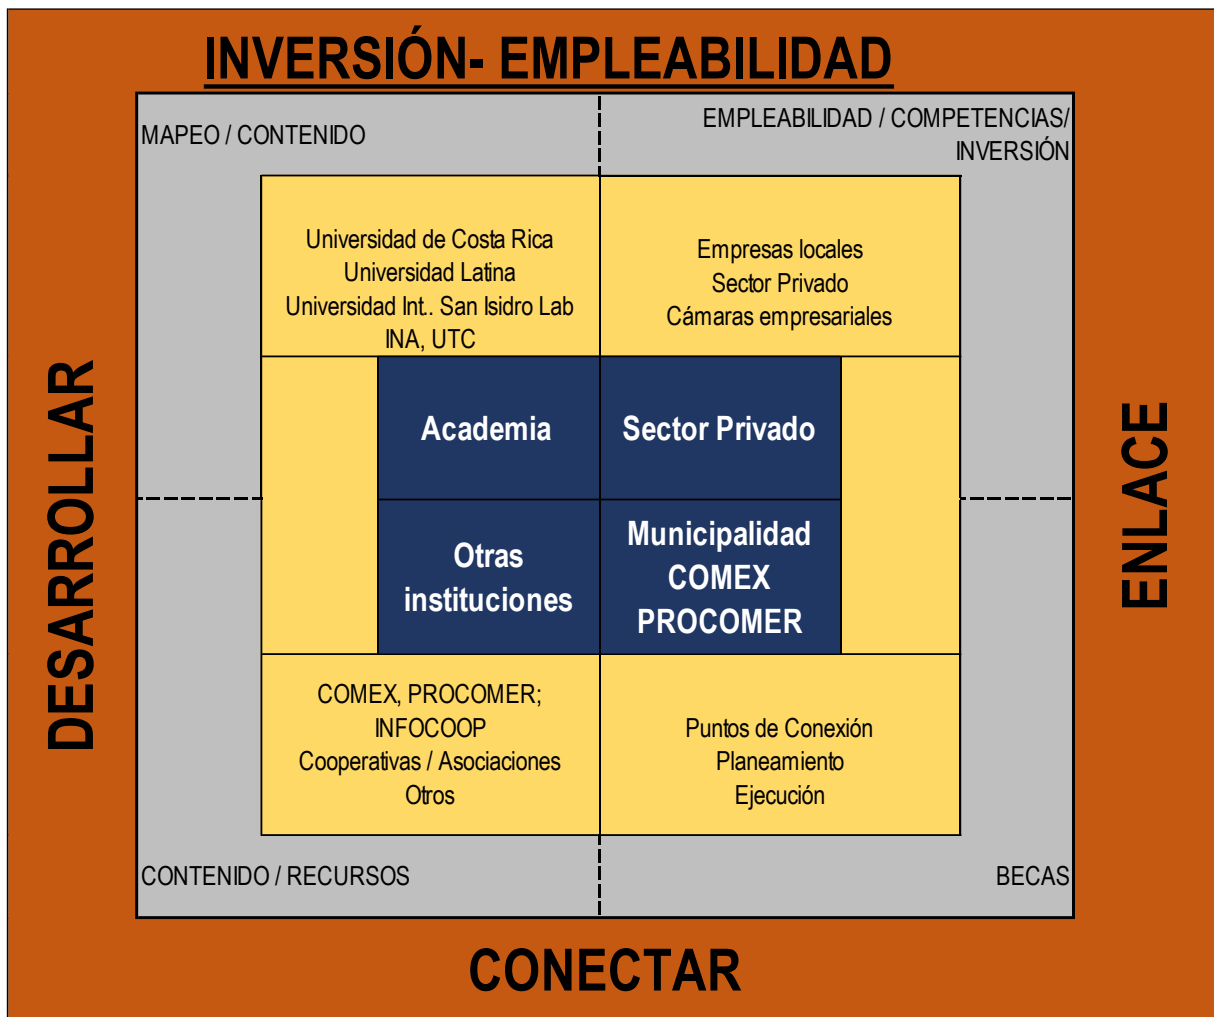 INVERSIÓN- EMPLEABILIDAD
MAPEO / CONTENIDO
EMPLEABILIDAD / COMPETENCIAS/
INVERSIÓN
Universidad de Costa Rica
Universidad Latina
Universidad Int.. San Isidro Lab
INA, UTC
Empresas locales
Sector Privado
Cámaras empresariales
DESARROLLAR
Academia
Sector Privado
ENLACE
Otras
instituciones
Municipalidad
COMEX
PROCOMER
COMEX, PROCOMER;
INFOCOOP
Cooperativas / Asociaciones
Otros
Puntos de Conexión
Planeamiento
Ejecución
CONTENIDO / RECURSOS
BECAS
CONECTAR